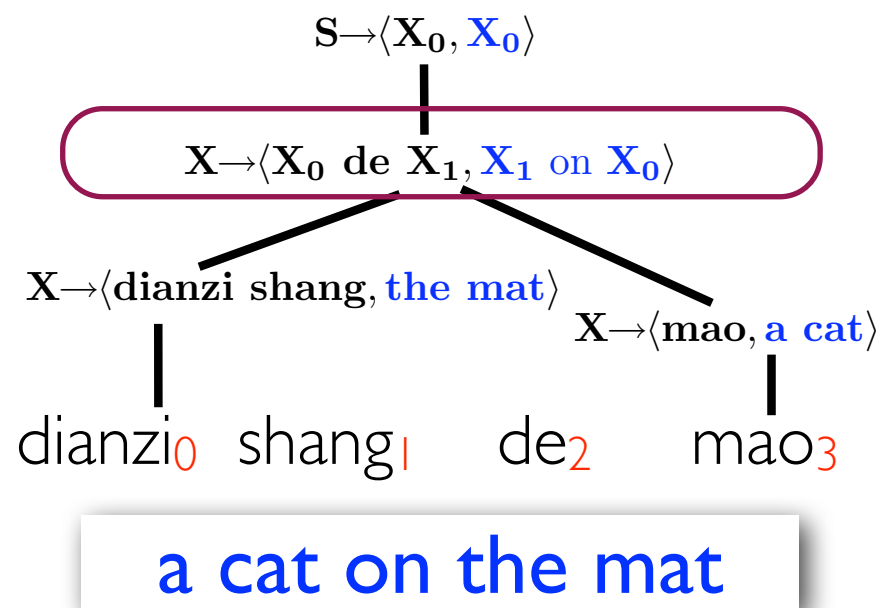 S→⟨X₀, X₀⟩
X→⟨X₀ de X₁, X₁ on X₀⟩
X→⟨dianzi shang, the mat⟩
X→⟨mao, a cat⟩
dianzi₀ shang₁ de₂ mao₃
a cat on the mat